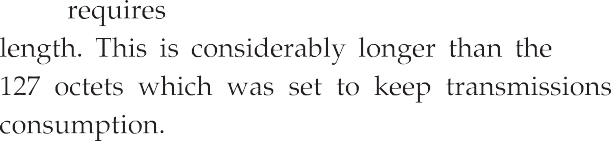 requires
length. This is considerably longer than the
127 octets which was set to keep transmissions
consumption.